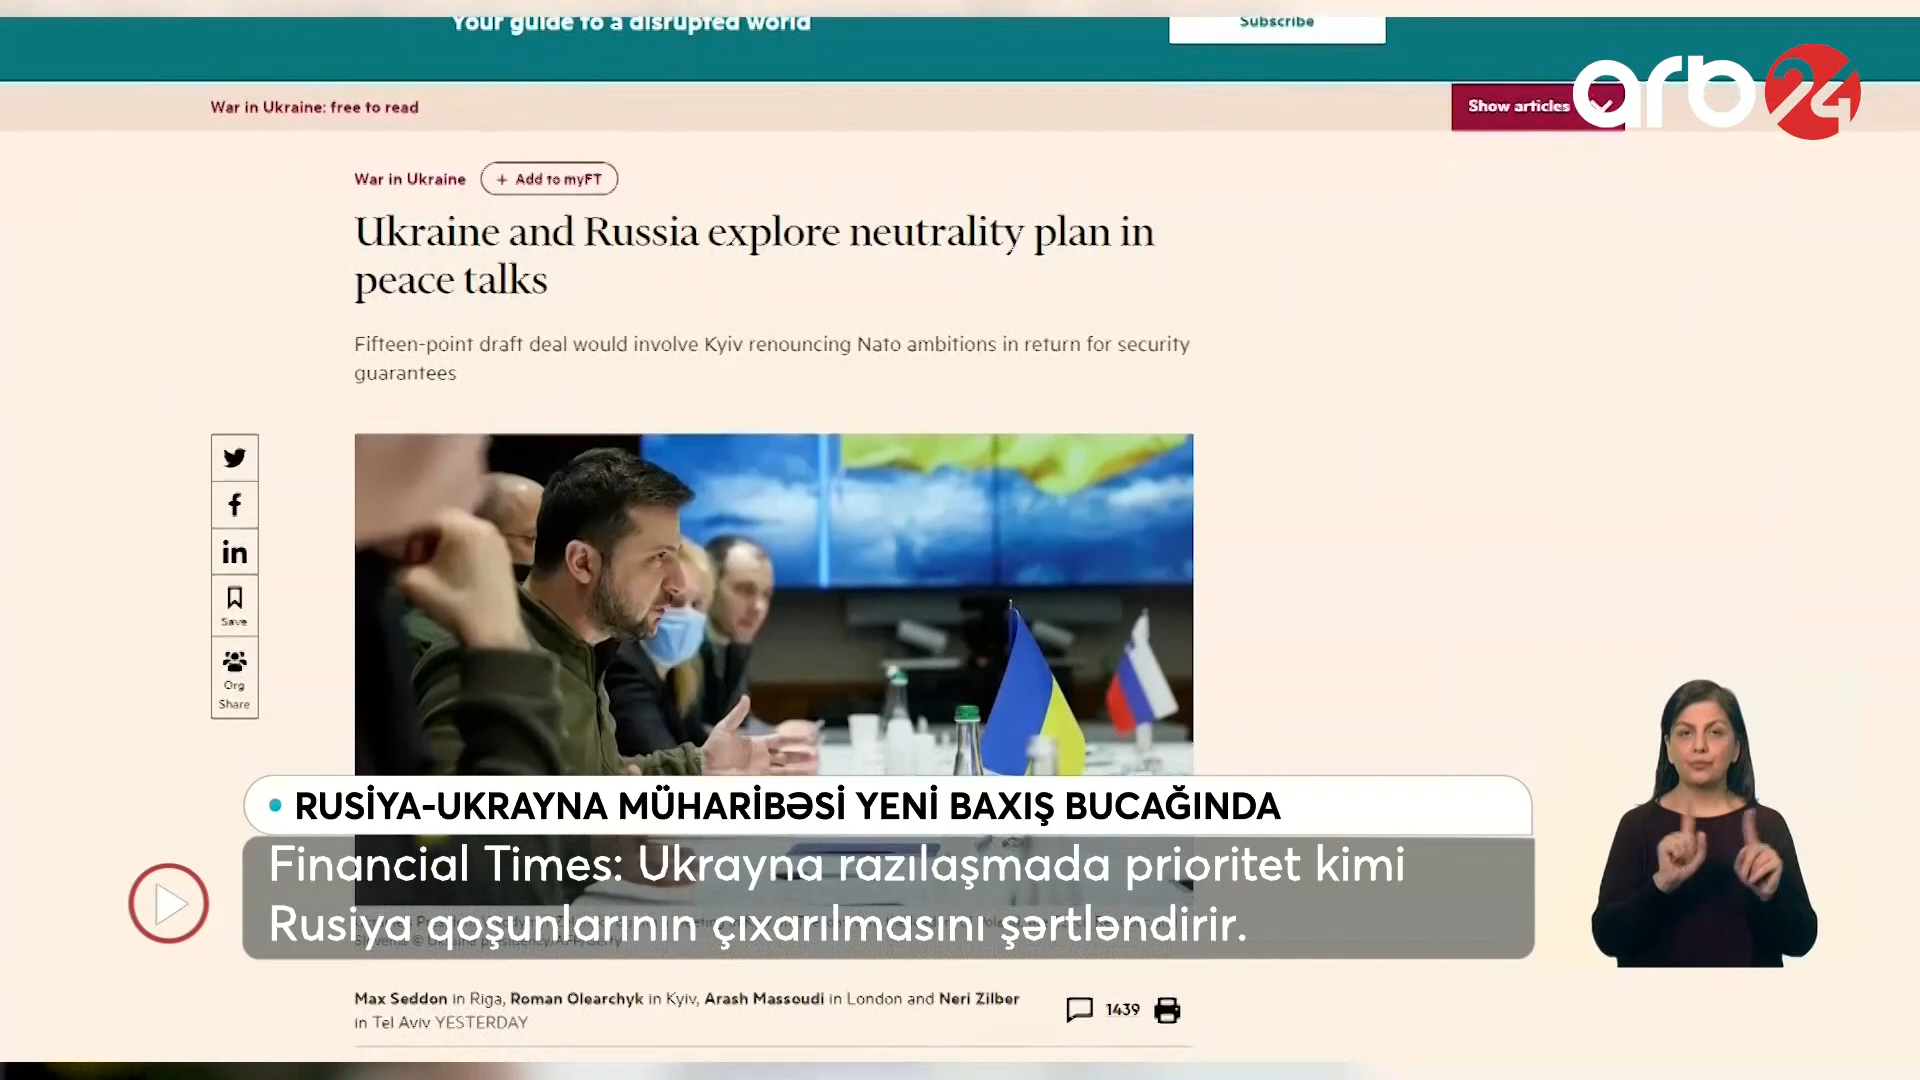 Your guide to a disrupted world
Subscribe
arb 24
War in Ukraine: free to read
Show articles
War in Ukraine
+ Add to myFT
Ukraine and Russia explore neutrality plan in
peace talks
Fifteen-point draft deal would involve Kyiv renouncing Nato ambitions in return for security
guarantees
in
Save
Org
Share
• RUSİYA-UKRAYNA MÜHARİBƏSİ YENİ BAXIŞ BUCAĞINDA
Financial Times: Ukrayna razılaşmada prioritet kimi
Rusiya qoşunlarının çıxarılmasını şərtləndirir.
Max Seddon in Riga, Roman Olearchyk in Kyiv, Arash Massoudi in London and Neri Zilber
in Tel Aviv YESTERDAY
1439